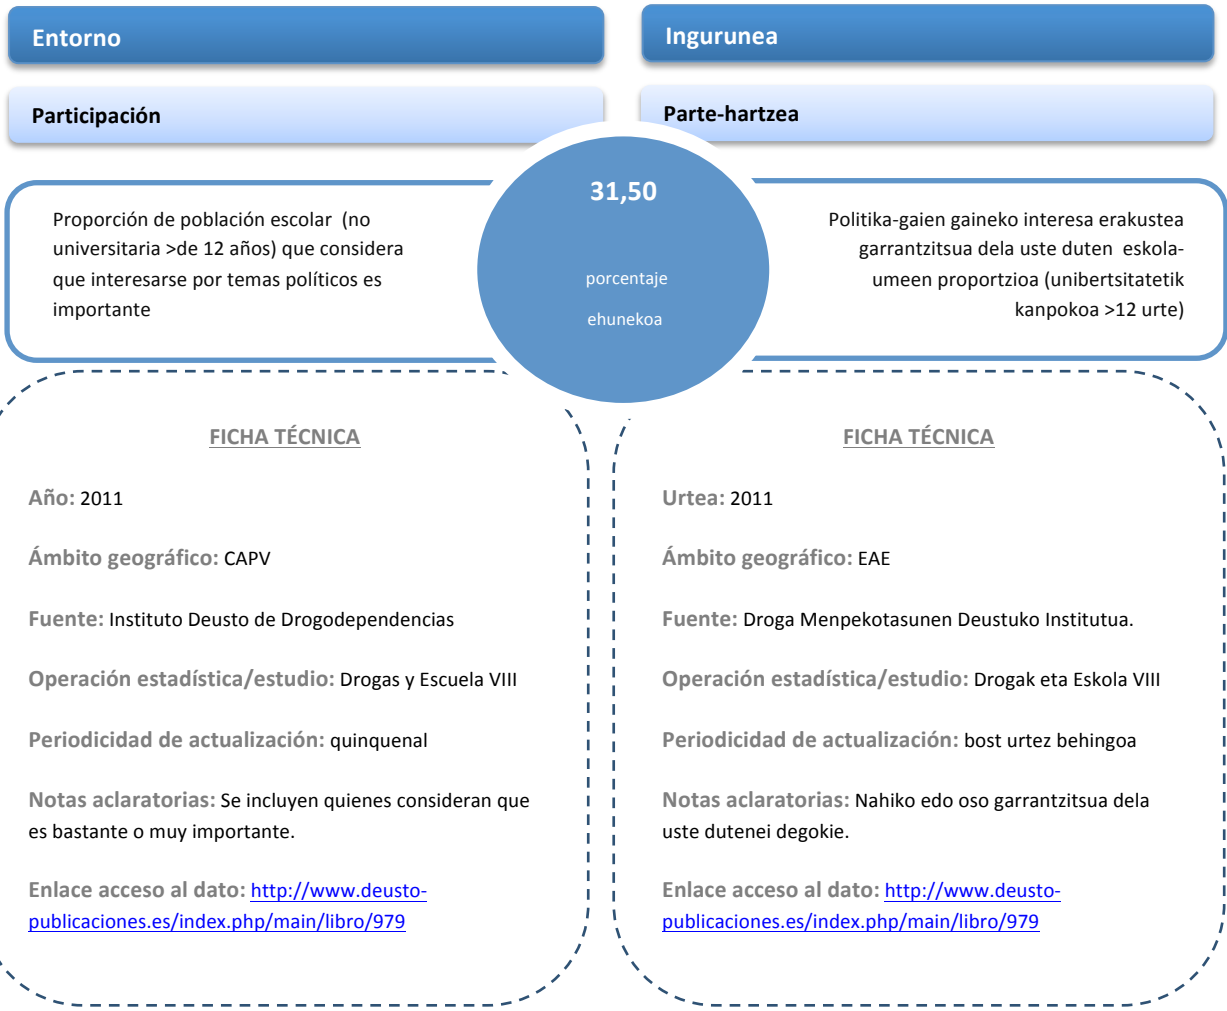 Entorno
Participación
Proporción de población escolar (no
universitaria >de 12 años) que considera
que interesarse por temas políticos es
importante
31,50
porcentaje
ehunekoa
Ingurunea
Parte-hartzea
Politika-gaien gaineko interesa erakustea
garrantzitsua dela uste duten eskola-
umeen proportzioa (unibertsitatetik
kanpokoa >12 urte)
FICHA TÉCNICA
Año: 2011
Ámbito geográfico: CAPV
Fuente: Instituto Deusto de Drogodependencias
Operación estadística/estudio: Drogas y Escuela VIII
Periodicidad de actualización: quinquenal
Notas aclaratorias: Se incluyen quienes consideran que
es bastante o muy importante.
Enlace acceso al dato: http://www.deusto-
publicaciones.es/index.php/main/libro/979
FICHA TÉCNICA
Urtea: 2011
Ámbito geográfico: EAE
Fuente: Droga Menpekotasunen Deustuko Institutua.
Operación estadística/estudio: Drogak eta Eskola VIII
Periodicidad de actualización: bost urtez behingoa
Notas aclaratorias: Nahiko edo oso garrantzitsua dela
uste dutenei degokie.
Enlace acceso al dato: http://www.deusto-
publicaciones.es/index.php/main/libro/979